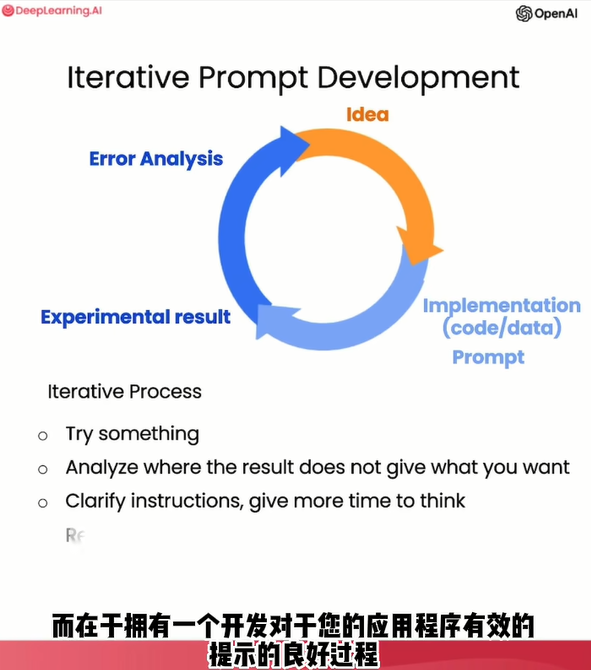 DeepLearning.AI
OpenAI
Iterative Prompt Development
Idea
Error Analysis
Experimental result
Implementation
(code/data)
Prompt
Iterative Process
Try something
Analyze where the result does not give what you want
Clarify instructions, give more time to think
而在于拥有一个开发对于您的应用程序有效的
提示的良好过程